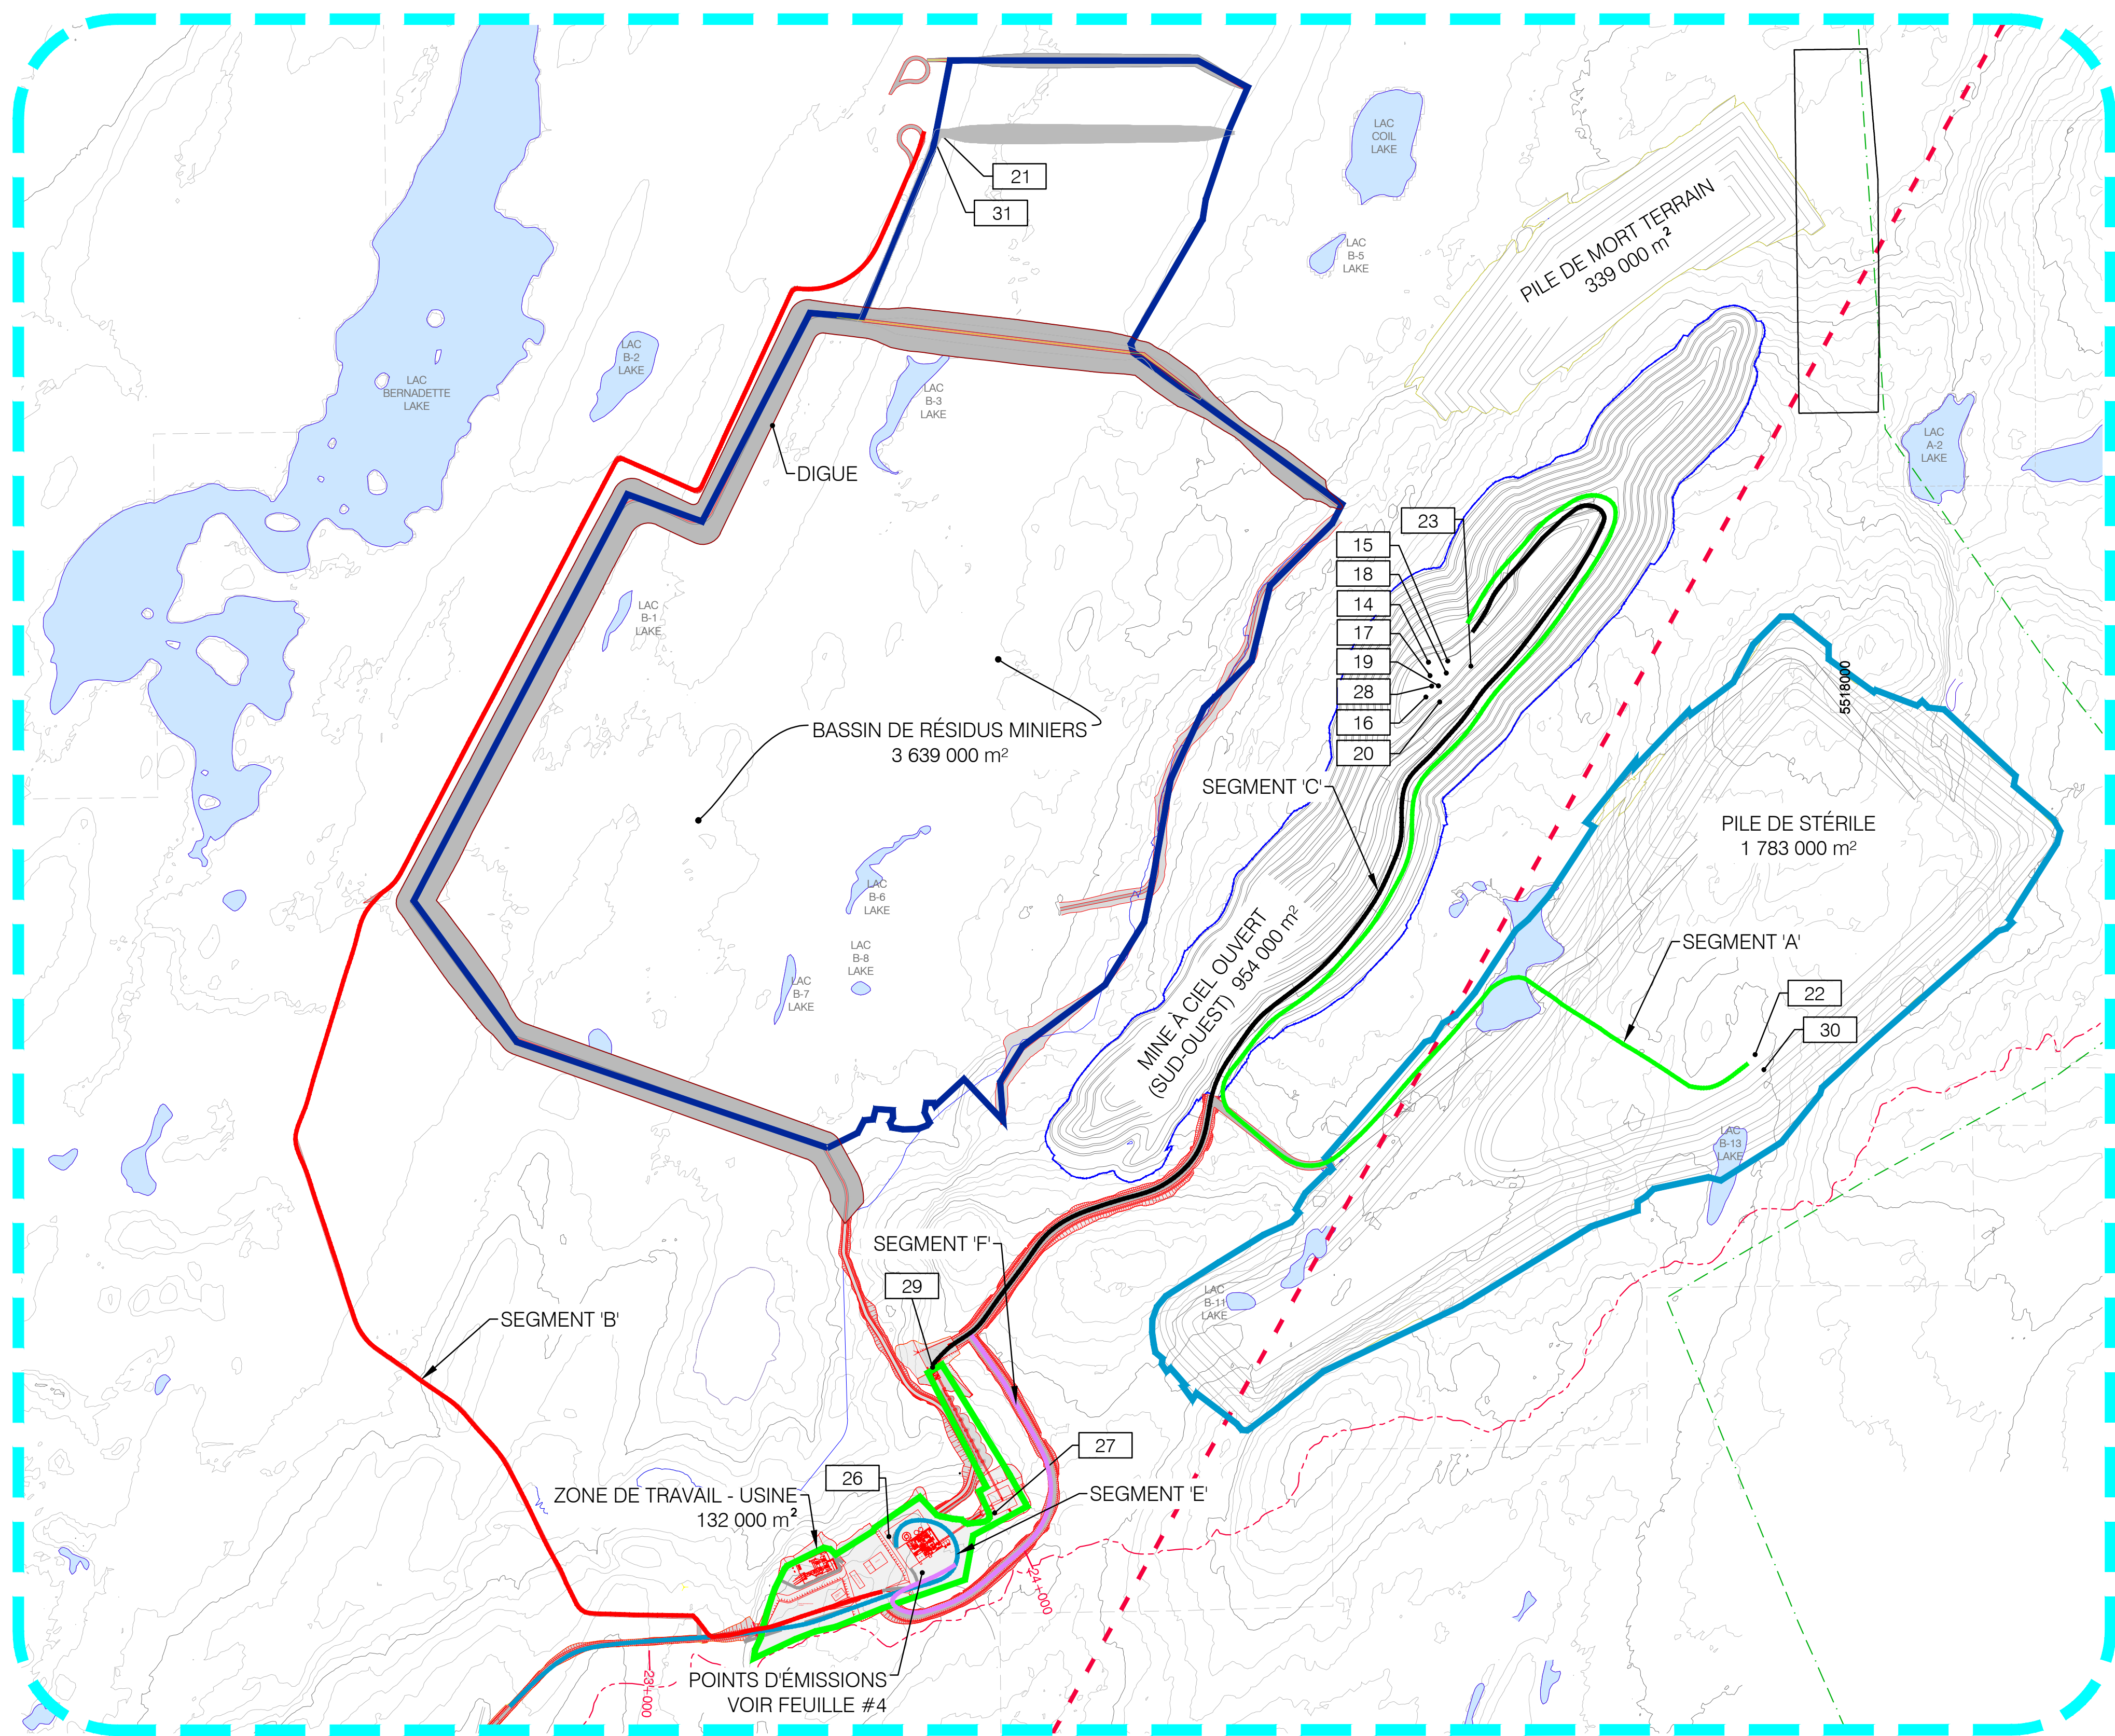 21
31
LAC
COIL
LAKE
LAC
B-5
LAKE
PILE DE MORT TERRAIN
339 000 m²
LAC
B-2
LAKE
LAC
BERNADETTE
LAKE
LAC
B-3
LAKE
LAC
A-2
LAKE
DIGUE
23
15
18
14
17
19
28
16
20
LAC
B-1
LAKE
5518000
BASSIN DE RÉSIDUS MINIERS
3 639 000 m²
SEGMENT 'C'
PILE DE STÉRILE
1 783 000 m²
LAC
B-6
LAKE
LAC
B-8
LAKE
LAC
B-7
LAKE
MINE À CIEL OUVERT
(SUD-OUEST) 954 000 m²
SEGMENT 'A'
22
30
LAC
B-13
LAKE
SEGMENT 'F'
29
LAC
B-11
LAKE
SEGMENT 'B'
27
26
ZONE DE TRAVAIL - USINE
132 000 m²
SEGMENT 'E'
24+000
23+000
POINTS D'ÉMISSIONS
VOIR FEUILLE #4